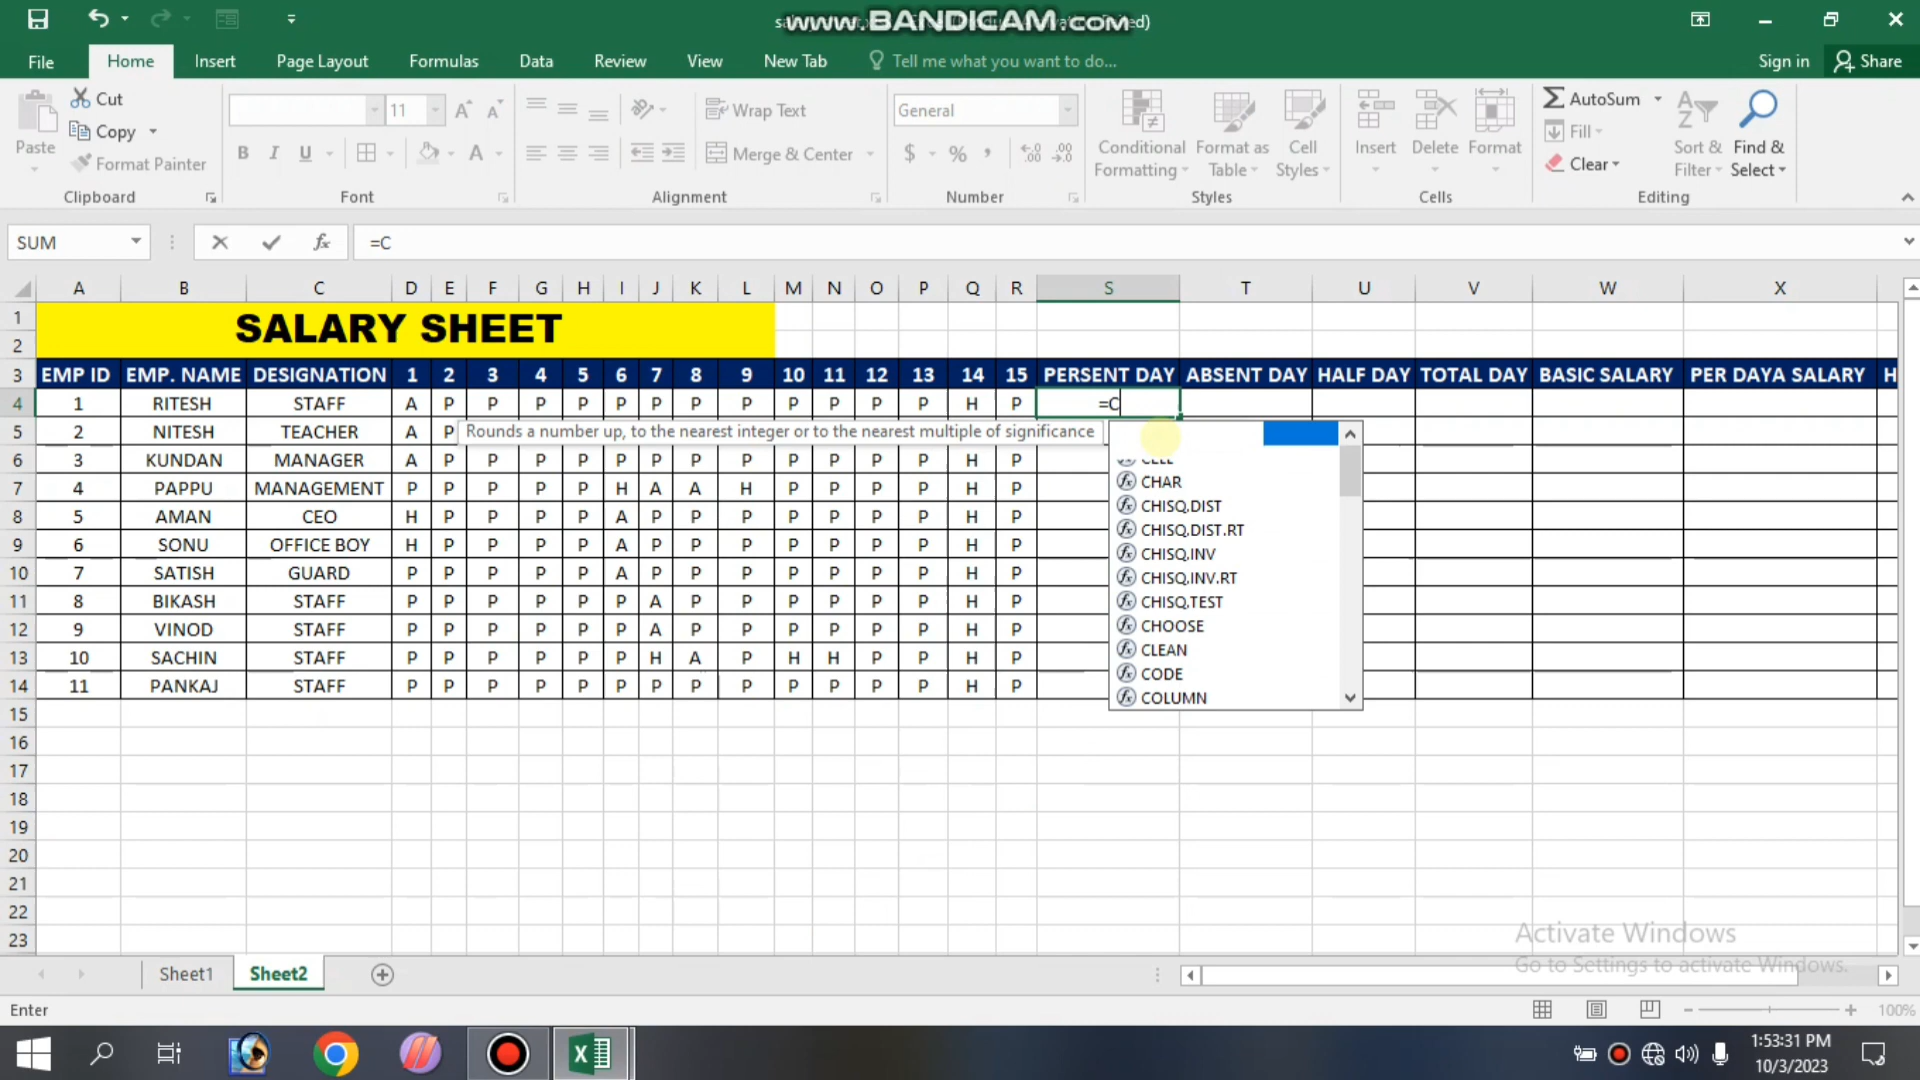 www.BANDICAM.com
File Home Insert Page Layout Formulas Data Review View New Tab Tell me what you want to do... Sign in Share
Cut
Copy
Format Painter
Paste
Clipboard
11
B I U A
Font
Wrap Text
Merge & Center
Alignment
General
$ % ,
Number
Conditional Formatting
Format as Table
Cell Styles
Styles
Insert Delete Format
Cells
AutoSum
Fill
Clear
Sort & Filter
Find & Select
Editing
SUM fx =C
A B C D E F G H I J K L M N O P Q R S T U V W X
1 SALARY SHEET
2
3 EMP ID EMP. NAME DESIGNATION 1 2 3 4 5 6 7 8 9 10 11 12 13 14 15 PERSENT DAY ABSENT DAY HALF DAY TOTAL DAY BASIC SALARY PER DAYA SALARY H
4 1 RITESH STAFF A P P P P P P P P P P P P H P =C
5 2 NITESH TEACHER A P Rounds a number up, to the nearest integer or to the nearest multiple of significance
6 3 KUNDAN MANAGER A P P P P P P P P P P P P H P
7 4 PAPPU MANAGEMENT P P P P P H A A H P P P P H P
8 5 AMAN CEO H P P P P A P P P P P P P H P
9 6 SONU OFFICE BOY H P P P P A P P P P P P P H P
10 7 SATISH GUARD P P P P P A P P P P P P P H P
11 8 BIKASH STAFF P P P P P P A P P P P P P H P
12 9 VINOD STAFF P P P P P P A P P P P P P H P
13 10 SACHIN STAFF P P P P P P H A P H H P P H P
14 11 PANKAJ STAFF P P P P P P P P P P P P P H P
CELL
CHAR
CHISQ.DIST
CHISQ.DIST.RT
CHISQ.INV
CHISQ.INV.RT
CHISQ.TEST
CHOOSE
CLEAN
CODE
COLUMN
15
16
17
18
19
20
21
22
23
Activate Windows
Go to Settings to activate Windows.
Sheet1 Sheet2
Enter 100%
1:53:31 PM
10/3/2023